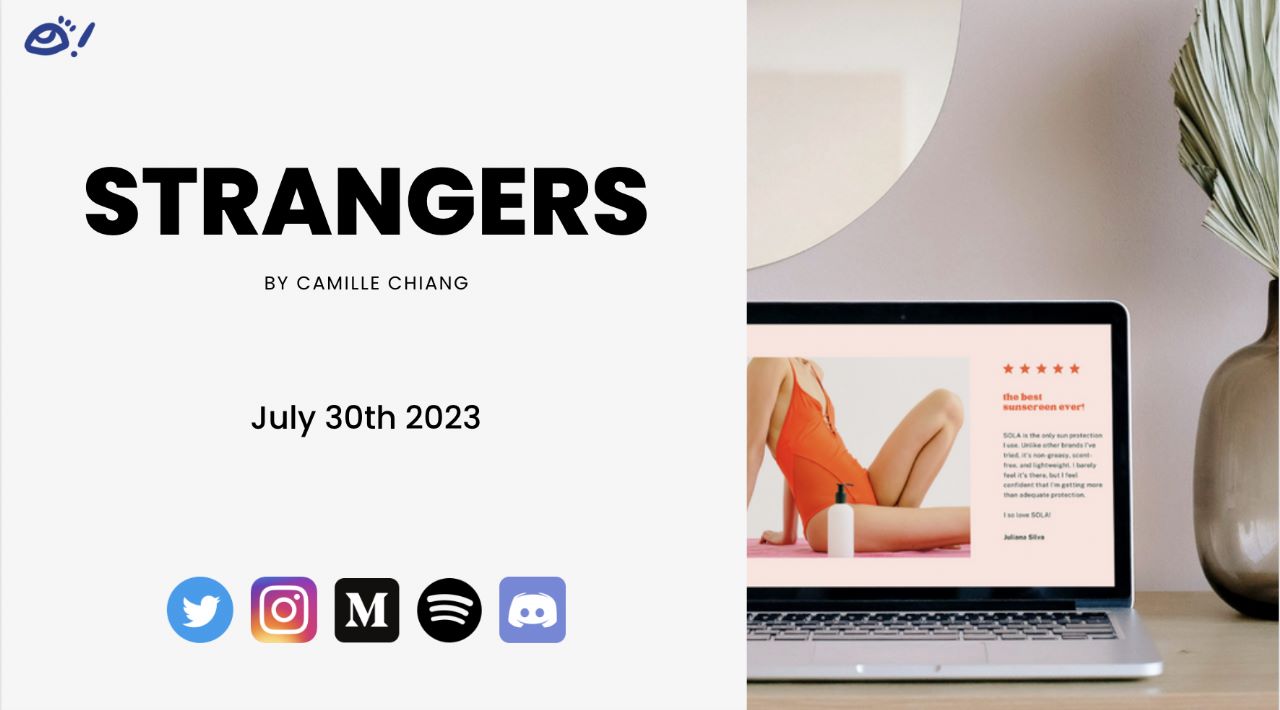 STRANGERS
BY CAMILLE CHIANG
July 30th 2023
M
the best
sunscreen ever!
SOLA is the only sun protection
I use. Unlike other brands I've
tried, it's non-greasy, scent-
free, and lightweight. I barely
feel it's there, but I feel
confident that I'm getting more
than adequate protection.
I so love SOLA!
Juliana Silva